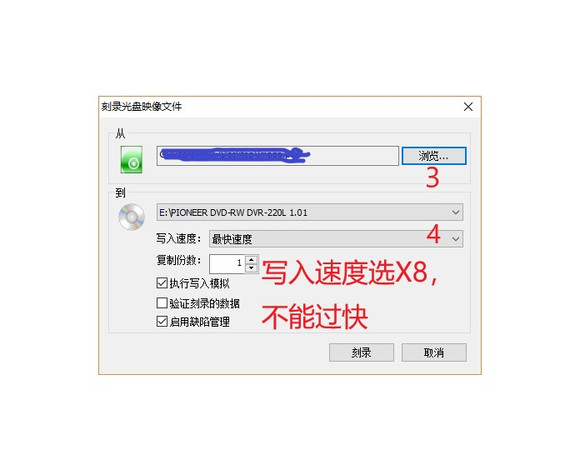 刻录光盘映像文件
从
浏览...
3
到
E:\PIONEER DVD-RW DVR-220L 1.01
写入速度: 最快速度
4
复制份数: 1
写入速度选X8,
不能过快
执行写入模拟
验证刻录的数据
启用缺陷管理
刻录 取消